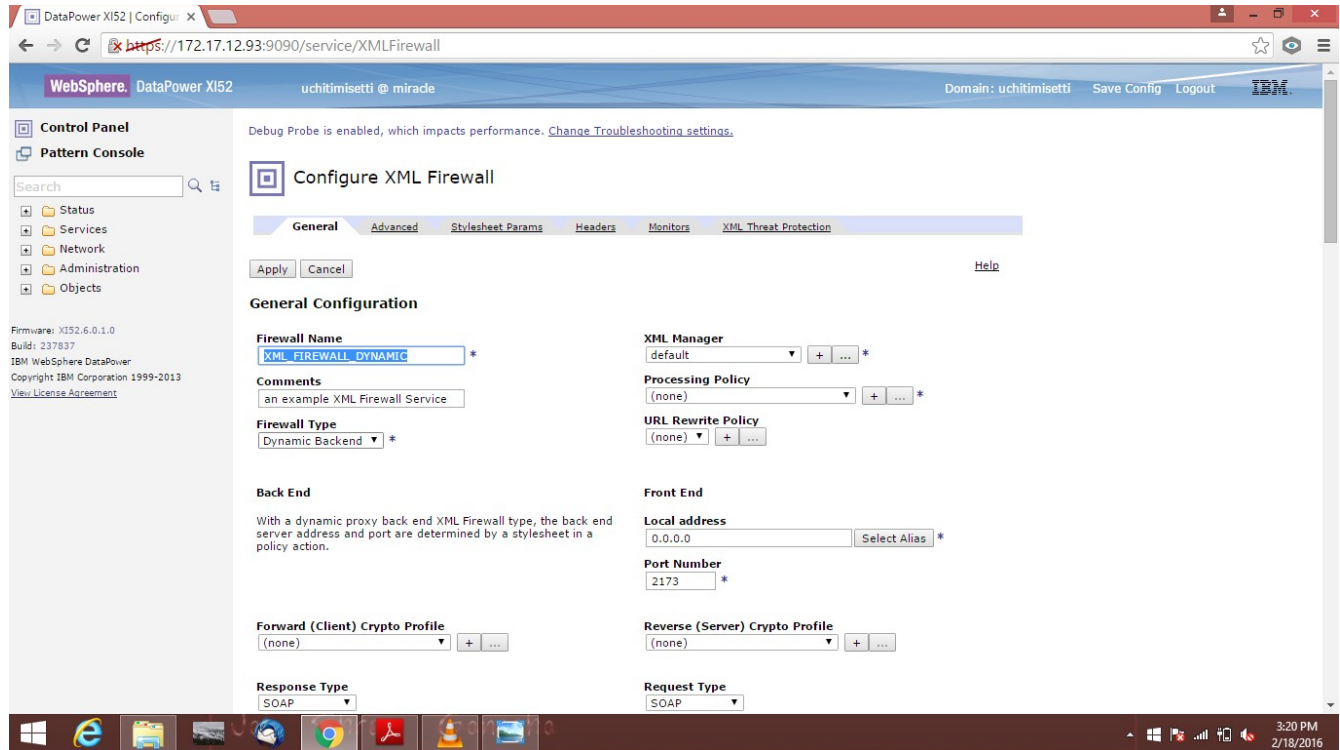 DataPower XI52 | Configur
https://172.17.12.93:9090/service/XMLFirewall
WebSphere. DataPower XI52
uchitimisetti @ miracle
Domain: uchitimisetti
Save Config
Logout
IBM.
Control Panel
Pattern Console
Search
Status
Services
Network
Administration
Objects
Firmware: XI52.6.0.1.0
Build: 237837
IBM WebSphere DataPower
Copyright IBM Corporation 1999-2013
View License Agreement
Debug Probe is enabled, which impacts performance. Change Troubleshooting settings.
Configure XML Firewall
General
Advanced
Stylesheet Params
Headers
Monitors
XML Threat Protection
Apply
Cancel
Help
General Configuration
Firewall Name
XML_FIREWALL_DYNAMIC *
Comments
an example XML Firewall Service
Firewall Type
Dynamic Backend *
XML Manager
default + ... *
Processing Policy
(none) + ... *
URL Rewrite Policy
(none) + ...
Back End
With a dynamic proxy back end XML Firewall type, the back end
server address and port are determined by a stylesheet in a
policy action.
Front End
Local address
0.0.0.0 Select Alias *
Port Number
2173 *
Forward (Client) Crypto Profile
(none) + ...
Reverse (Server) Crypto Profile
(none) + ...
Response Type
SOAP
Request Type
SOAP
3:20 PM
2/18/2016